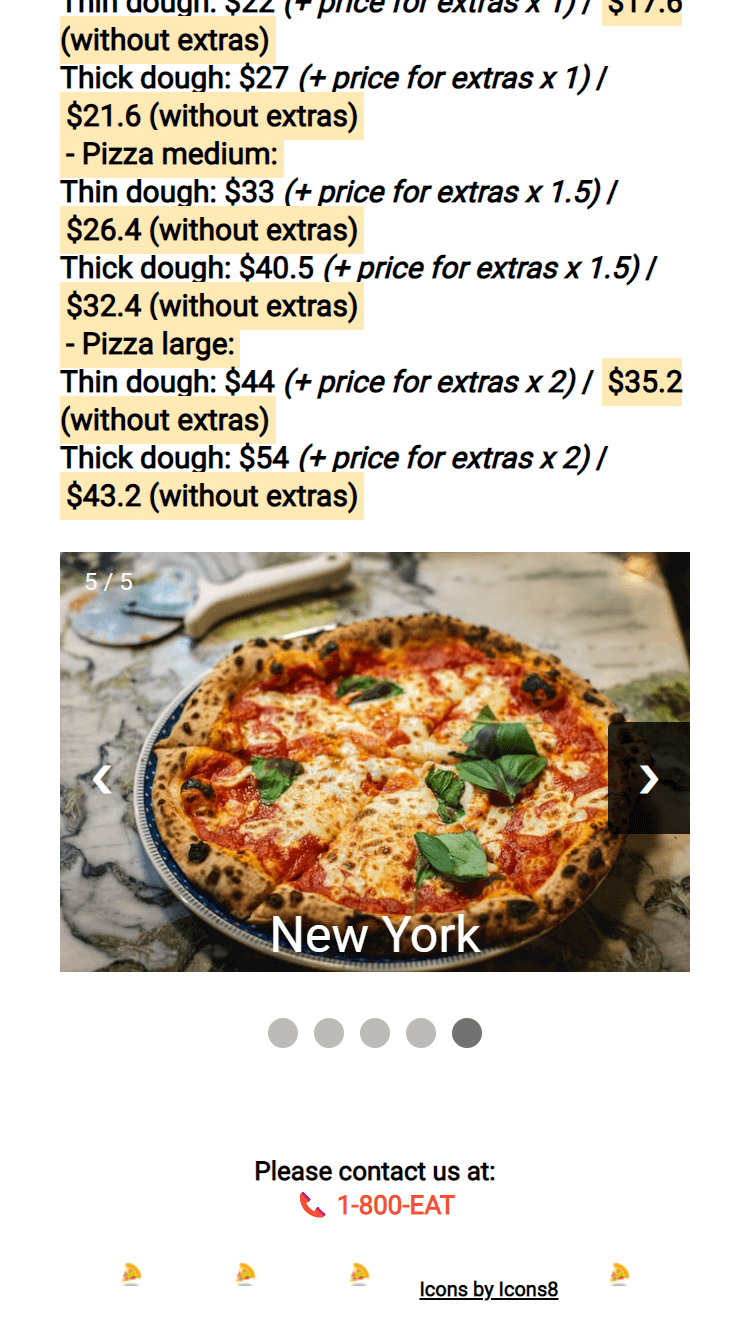 Thin dough: $22 (+ price for extras x 1) / $17.6
(without extras)
Thick dough: $27 (+ price for extras x 1) /
$21.6 (without extras)
- Pizza medium:
Thin dough: $33 (+ price for extras x 1.5) /
$26.4 (without extras)
Thick dough: $40.5 (+ price for extras x 1.5) /
$32.4 (without extras)
- Pizza large:
Thin dough: $44 (+ price for extras x 2) / $35.2
(without extras)
Thick dough: $54 (+ price for extras x 2) /
$43.2 (without extras)
5 / 5
❮ ❯
New York
Please contact us at:
1-800-EAT
Icons by Icons8